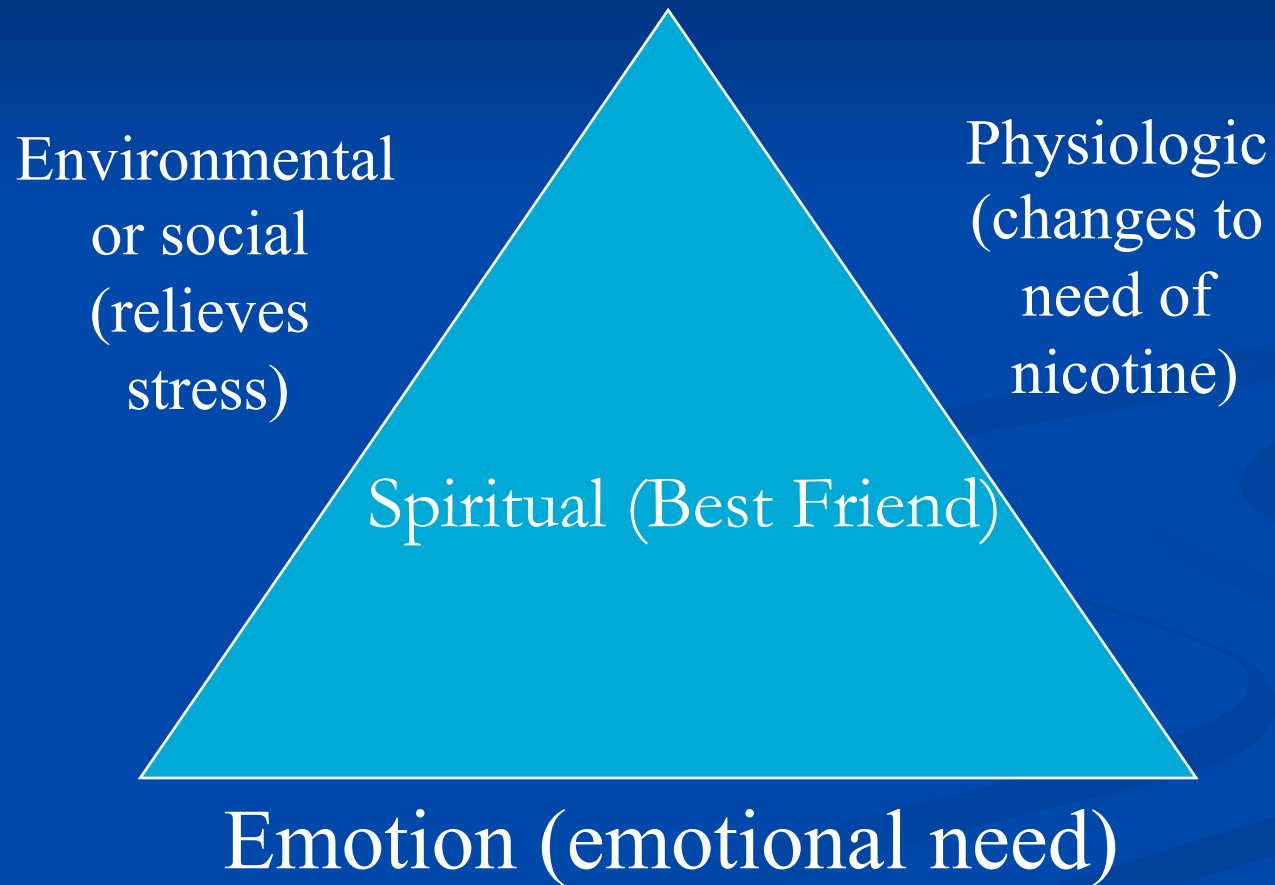 Environmental
or social
(relieves
stress)
Physiologic
(changes to
need of
nicotine)
Spiritual (Best Friend)
Emotion (emotional need)